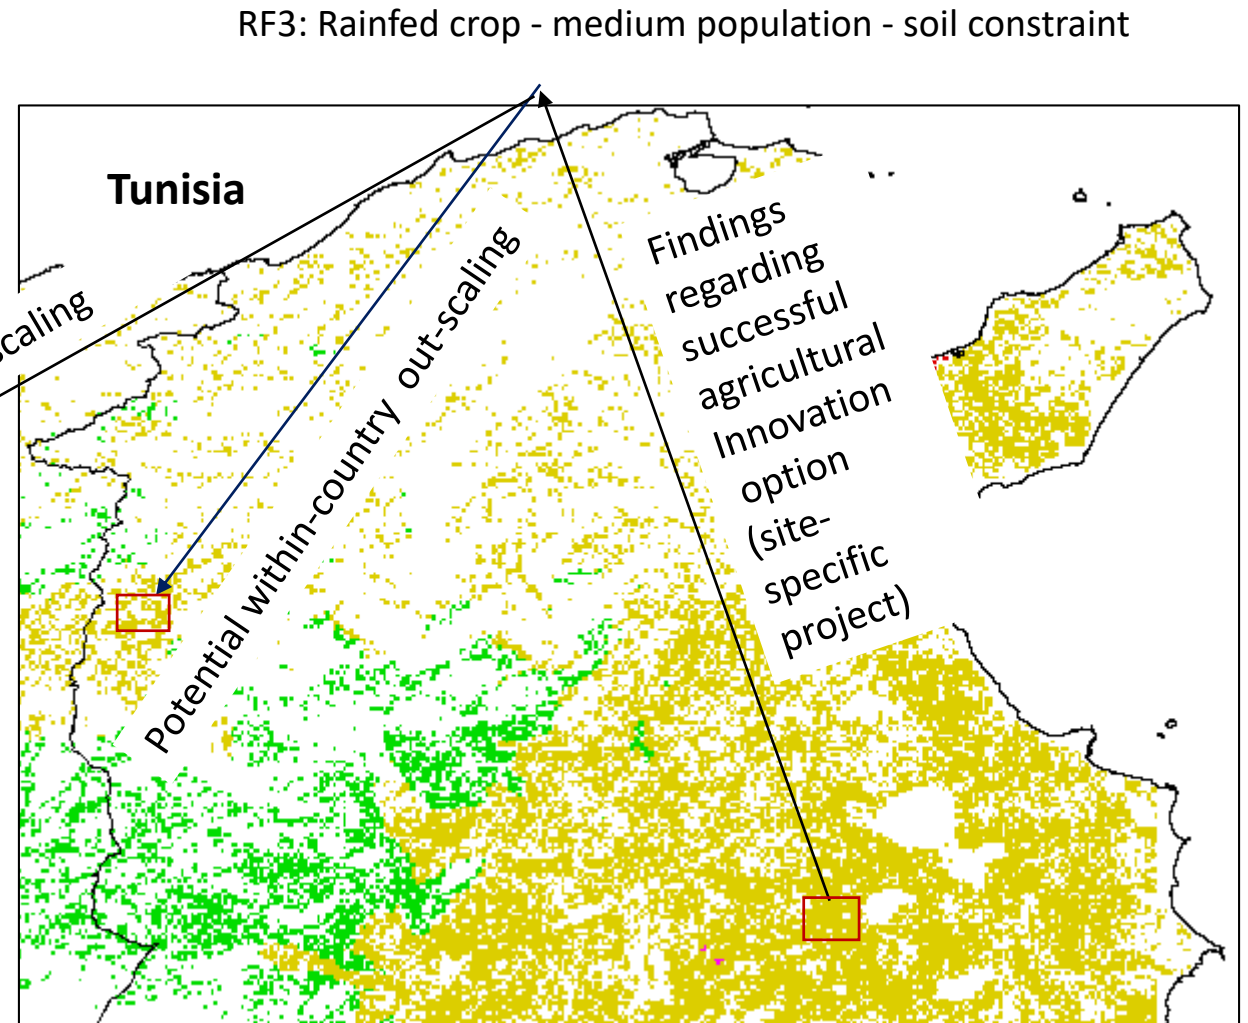 RF3: Rainfed crop - medium population - soil constraint
Tunisia
scaling
Potential within-country out-scaling
Findings
regarding
successful
agricultural
Innovation
option
(site-
specific
project)